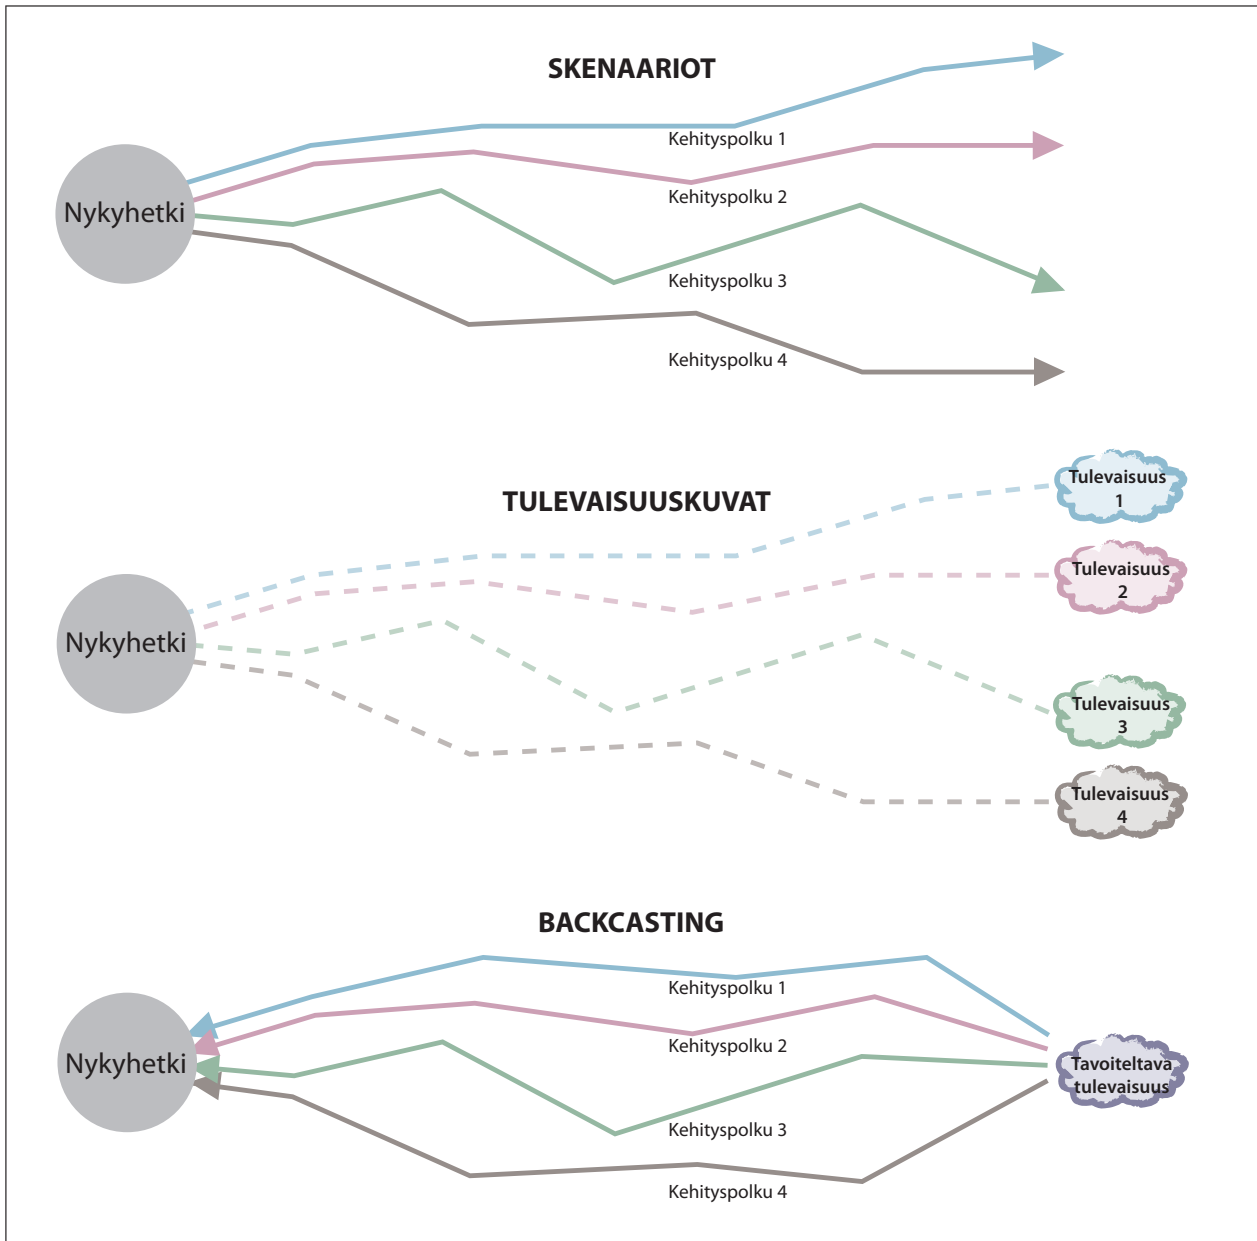 SKENAARIOT
Kehityspolku 1
Kehityspolku 2
Nykyhetki
Kehityspolku 3
Kehityspolku 4
TULEVAISUUSKUVAT
Tulevaisuus
1
Tulevaisuus
2
Nykyhetki
Tulevaisuus
3
Tulevaisuus
4
BACKCASTING
Kehityspolku 1
Kehityspolku 2
Nykyhetki
Tavoiteltava
tulevaisuus
Kehityspolku 3
Kehityspolku 4